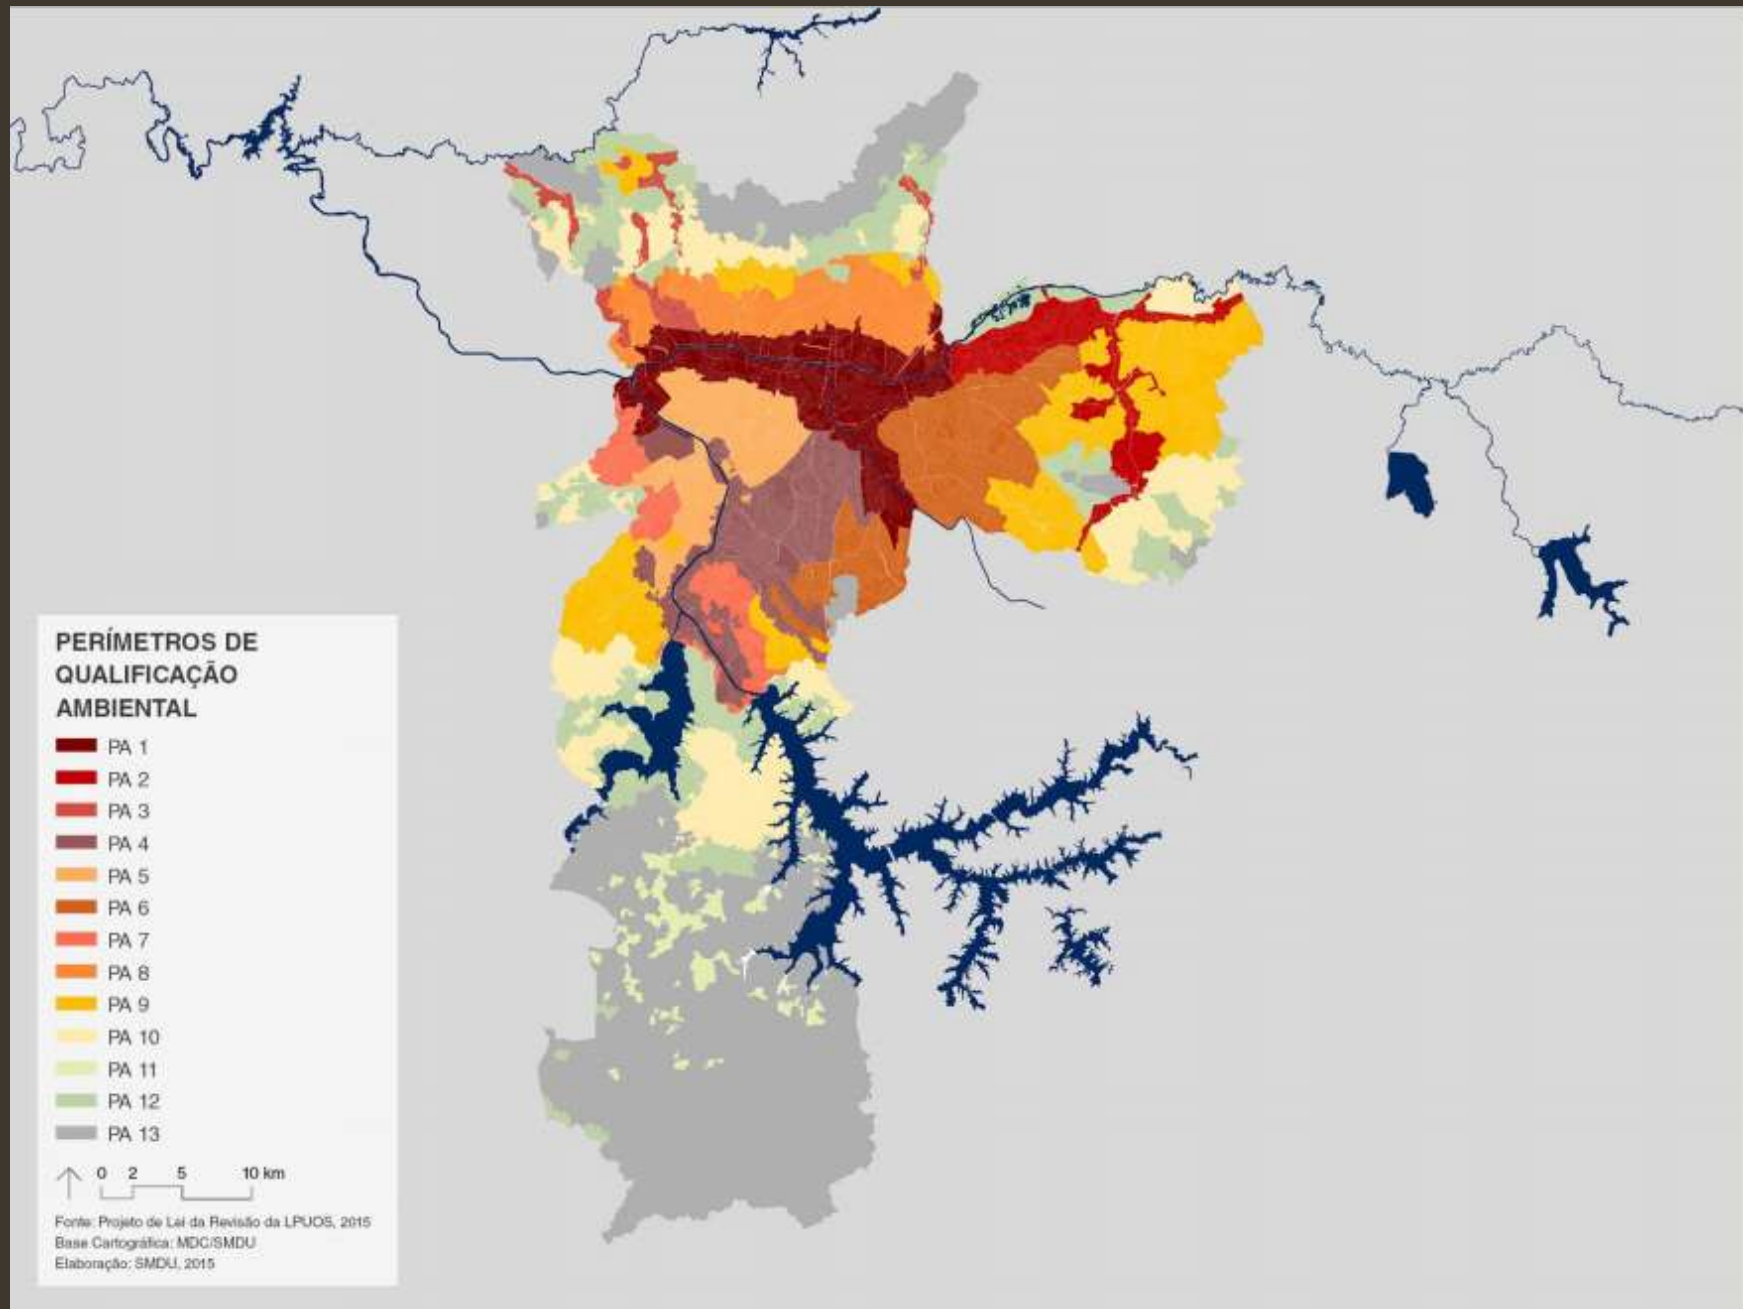 PERÍMETROS DE
QUALIFICAÇÃO
AMBIENTAL
PA 1
PA 2
PA 3
PA 4
PA 5
PA 6
PA 7
PA 8
PA 9
PA 10
PA 11
PA 12
PA 13
0 2 5 10 km
Fonte: Projeto de Lei da Revisão da LPUOS, 2015
Base Cartográfica: MDC/SMDU
Elaboração: SMDU, 2015